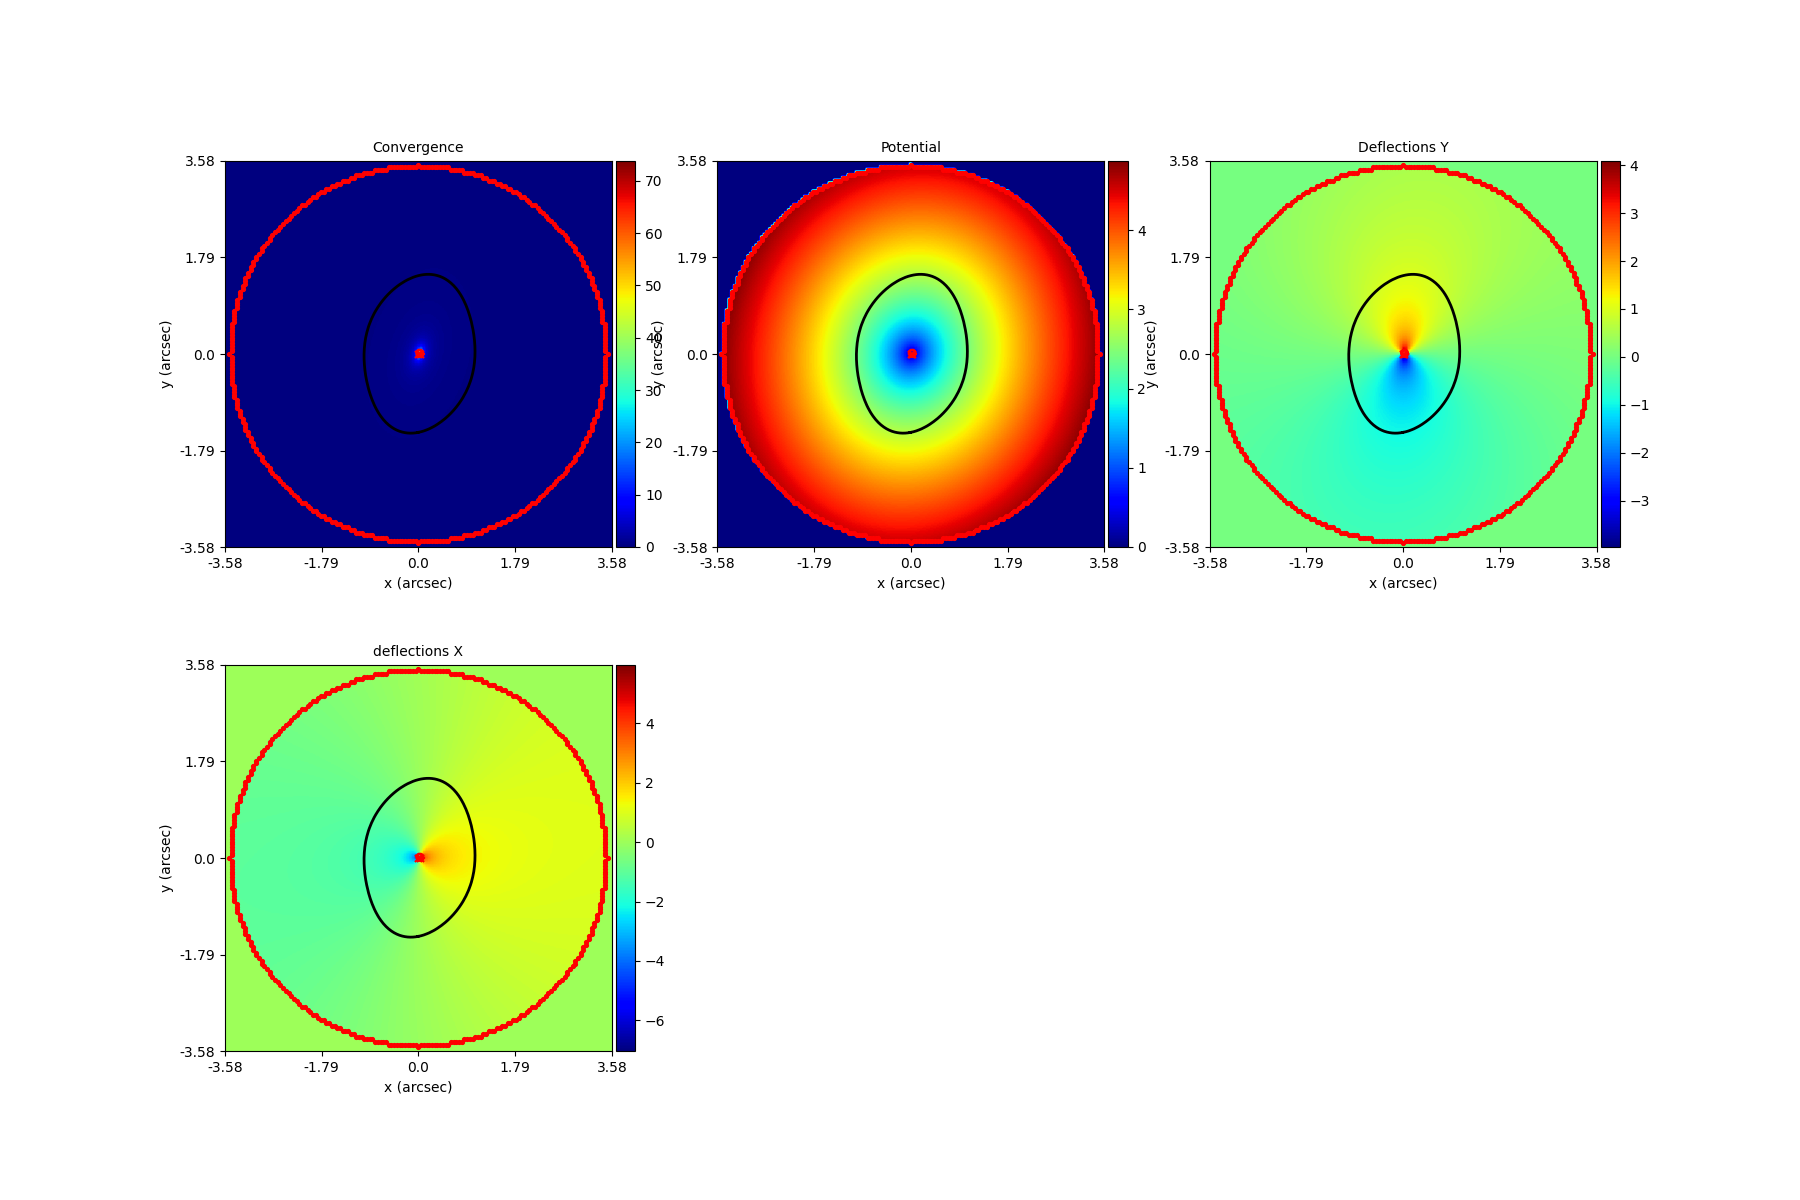 Convergence
3.58
1.79
0.0
-1.79
-3.58
y (arcsec)
-3.58 -1.79 0.0 1.79 3.58
x (arcsec)
70
60
50
40
30
20
10
0
Potential
3.58
1.79
0.0
-1.79
-3.58
y (arcsec)
-3.58 -1.79 0.0 1.79 3.58
x (arcsec)
4
3
2
1
0
Deflections Y
3.58
1.79
0.0
-1.79
-3.58
y (arcsec)
-3.58 -1.79 0.0 1.79 3.58
x (arcsec)
4
3
2
1
0
−1
−2
−3
deflections X
3.58
1.79
0.0
-1.79
-3.58
y (arcsec)
-3.58 -1.79 0.0 1.79 3.58
x (arcsec)
4
2
0
−2
−4
−6